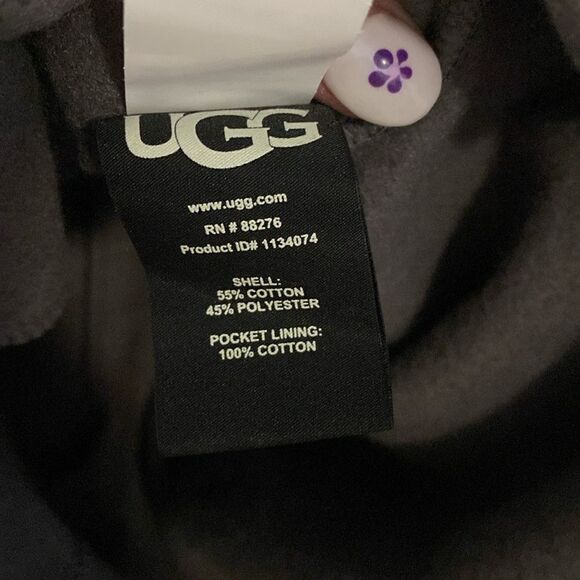 UGG
www.ugg.com
RN # 88276
Product ID# 1134074
SHELL:
55% COTTON
45% POLYESTER
POCKET LINING:
100% COTTON